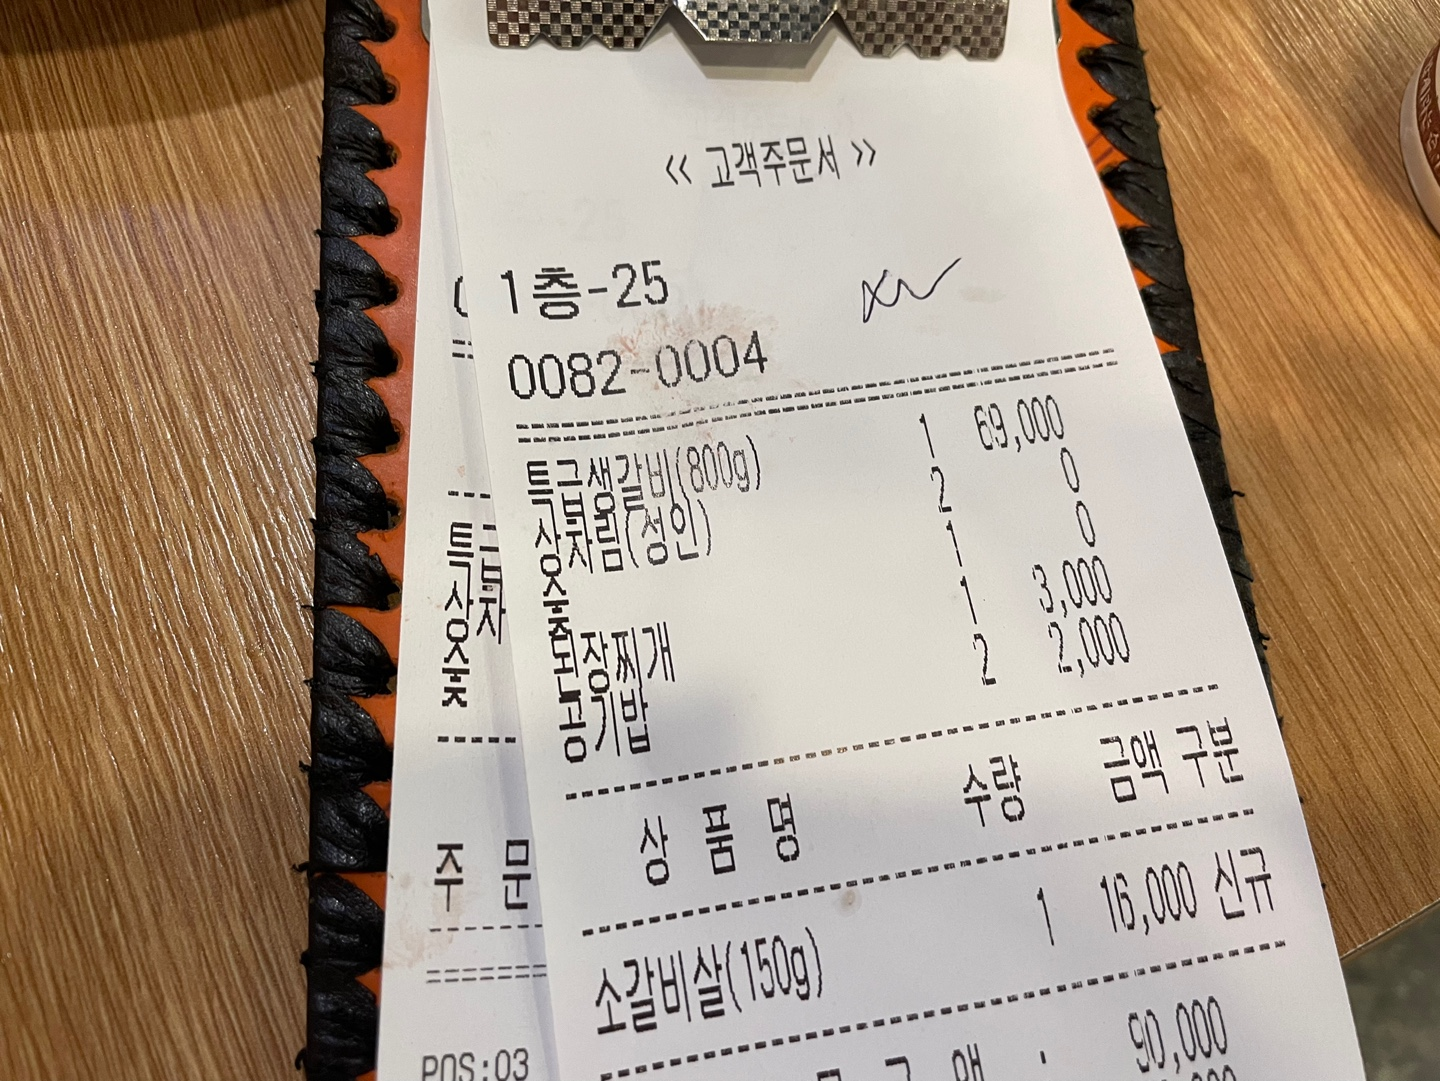 << 고객주문서 >>
1층-25
0082-0004
특급생갈비(800g) 1 69,000
상차림(성인) 2 0
숯 1 0
된장찌개 1 3,000
공기밥 2 2,000
상 품 명 수량 금액 구분
소갈비살(150g) 1 16,000 신규
90,000
주 문
POS:03